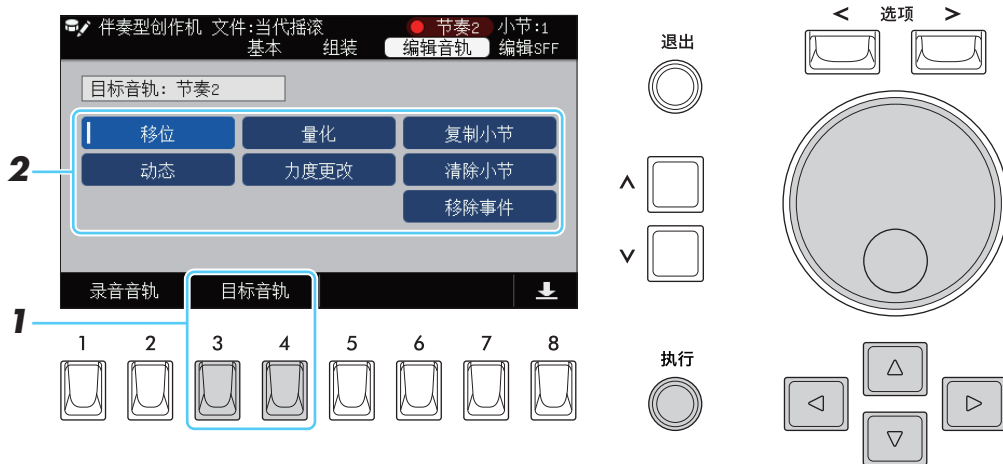 伴奏型创作机 文件:当代摇滚 节奏2 小节:1
基本 组装 编辑音轨 编辑SFF
目标音轨: 节奏2
移位 量化 复制小节
动态 力度更改 清除小节
移除事件
录音音轨 目标音轨
2
1
1 2 3 4 5 6 7 8
退出
执行
< 选项 >